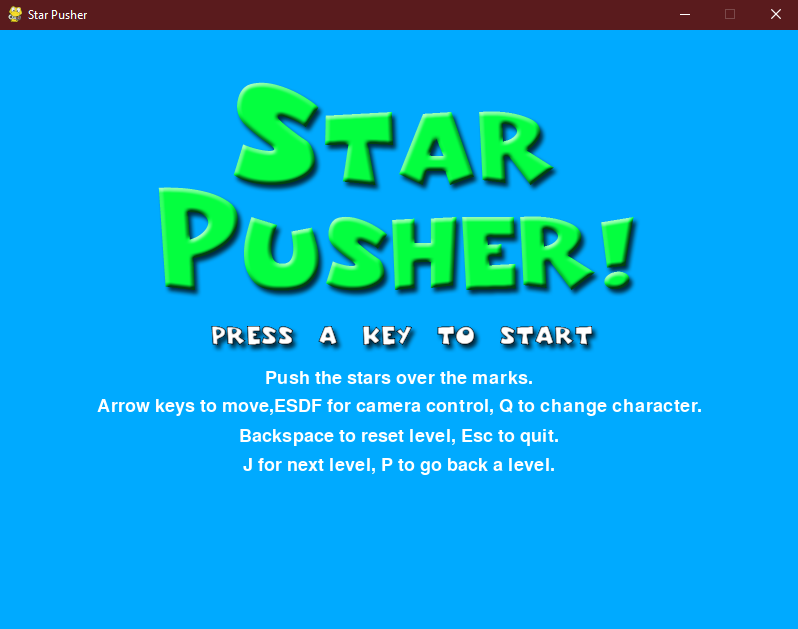 Star Pusher
STAR
PUSHER!
PRESS A KEY TO START
Push the stars over the marks.
Arrow keys to move,ESDF for camera control, Q to change character.
Backspace to reset level, Esc to quit.
J for next level, P to go back a level.